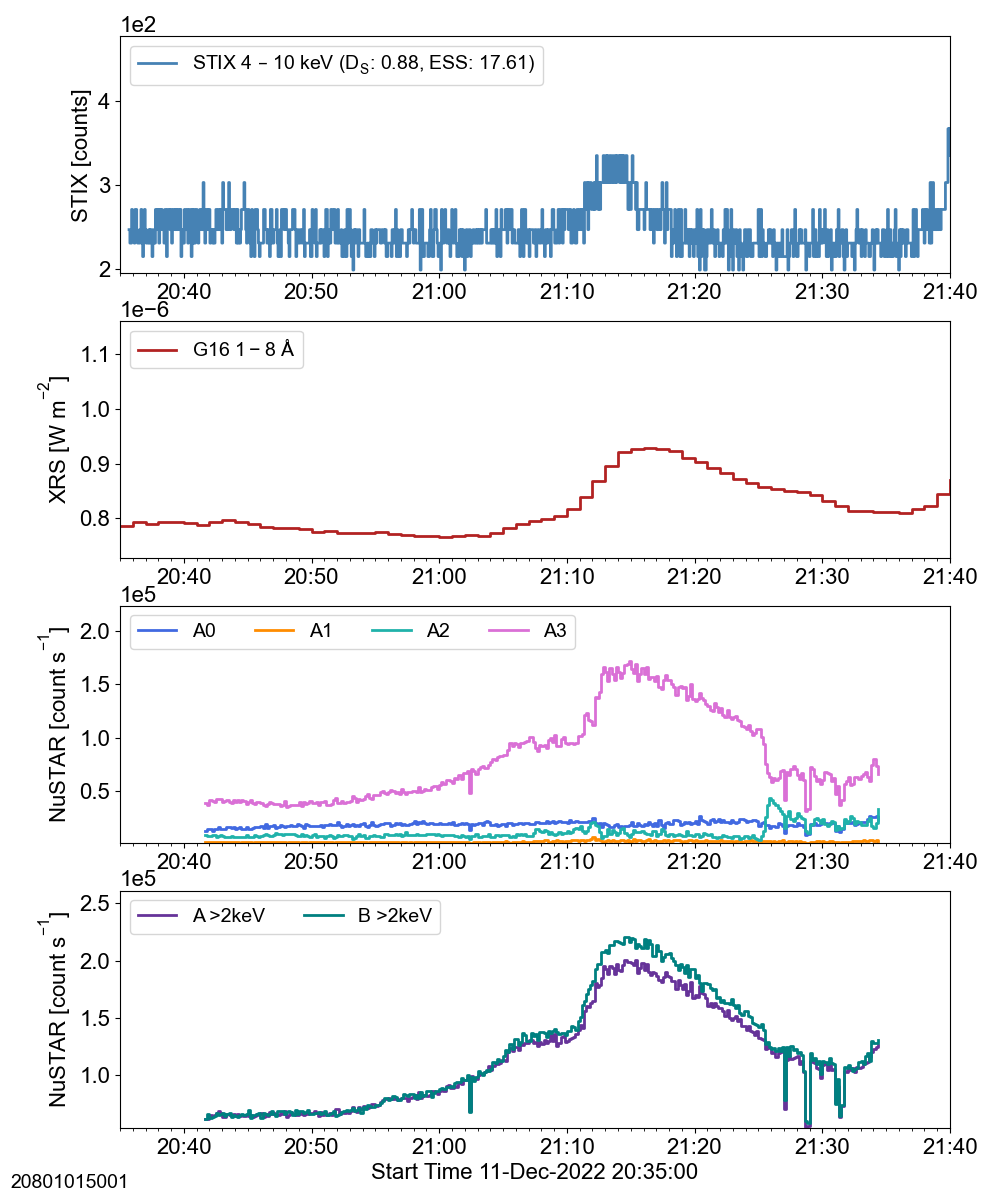 1e2
STIX 4 – 10 keV (D_S: 0.88, ESS: 17.61)
STIX [counts]
4
3
2
20:40 20:50 21:00 21:10 21:20 21:30 21:40
1e−6
G16 1 – 8 Å
XRS [W m⁻²]
1.1
1.0
0.9
0.8
20:40 20:50 21:00 21:10 21:20 21:30 21:40
1e5
A0 A1 A2 A3
NuSTAR [count s⁻¹]
2.0
1.5
1.0
0.5
20:40 20:50 21:00 21:10 21:20 21:30 21:40
1e5
A >2keV B >2keV
NuSTAR [count s⁻¹]
2.5
2.0
1.5
1.0
20:40 20:50 21:00 21:10 21:20 21:30 21:40
Start Time 11-Dec-2022 20:35:00
20801015001